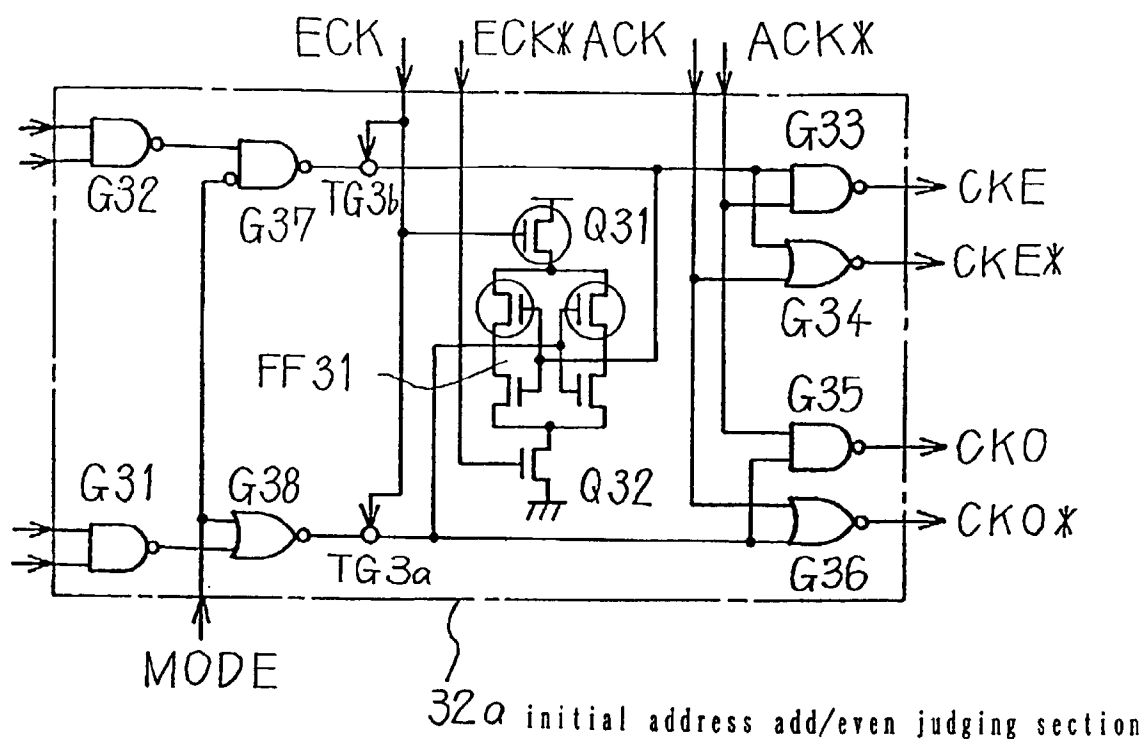 ECK ECK* ACK ACK*
G33
CKE
G32 G37 TG3b
Q31
CKE*
G34
FF31
G35
CKO
G31 G38
Q32
CKO*
TG3a
G36
MODE
32a initial address add/even judging section